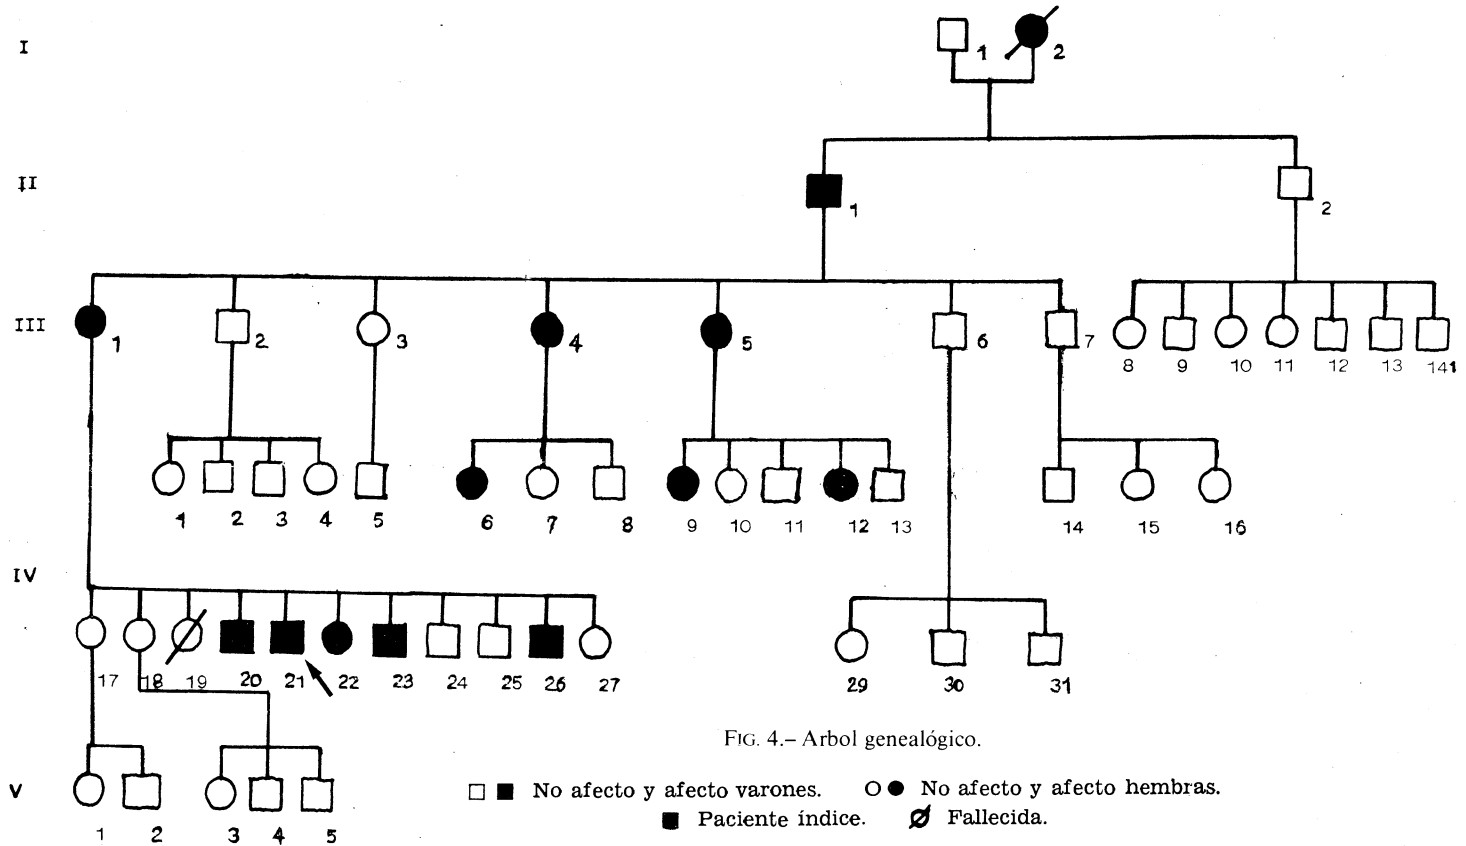 I
1 2
II
1 2
III
1 2 3 4 5 6 7
8 9 10 11 12 13 141
1 2 3 4 5 6 7 8 9 10 11 12 13 14 15 16
IV
17 18 19 20 21 22 23 24 25 26 27 29 30 31
FIG. 4.– Arbol genealógico.
V
No afecto y afecto varones. No afecto y afecto hembras.
Paciente índice. Fallecida.
1 2 3 4 5